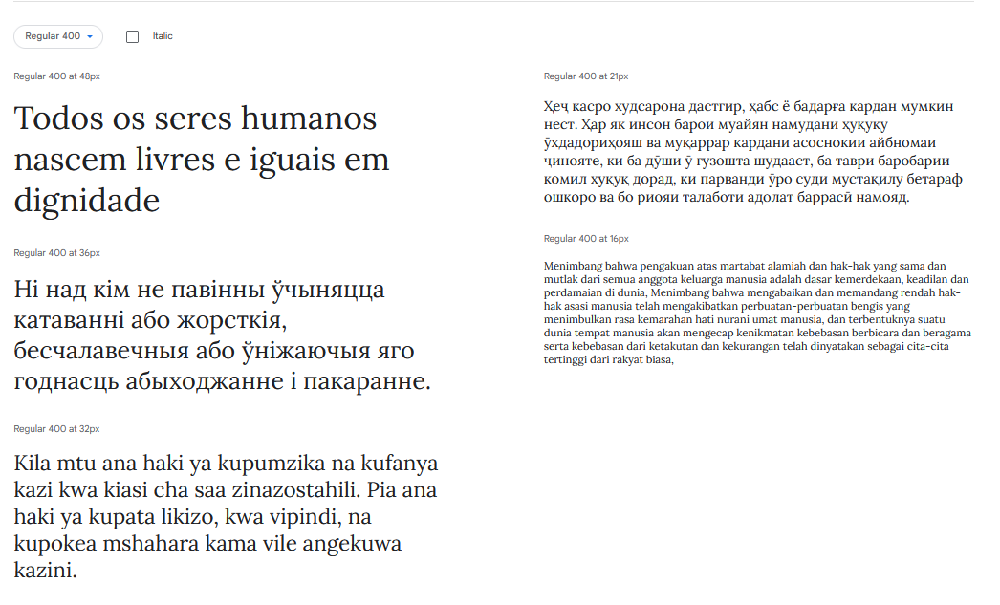 Regular 400
Italic
Regular 400 at 48px
Todos os seres humanos
nascem livres e iguais em
dignidade
Regular 400 at 36px
Ні над кім не павінны ўчыняцца
катаванні або жорсткія,
бесчалавечныя або ўніжаючыя яго
годнасць абыходжанне і пакаранне.
Regular 400 at 32px
Kila mtu ana haki ya kupumzika na kufanya
kazi kwa kiasi cha saa zinazostahili. Pia ana
haki ya kupata likizo, kwa vipindi, na
kupokea mshahara kama vile angekuwa
kazini.
Regular 400 at 21px
Ҳеҷ касро худсарона дастгир, ҳабс ё бадарға кардан мумкин
нест. Ҳар як инсон барои муайян намудани ҳуқуқу
ӯхдадориҳояш ва муқаррар кардани асоснокии айбномаи
ҷинояте, ки ба дӯши ӯ гузошта шудааст, ба таври баробарии
комил ҳуқуқ дорад, ки парванди ӯро суди мустақилу бетараф
ошкоро ва бо риояи талаботи адолат баррасӣ намояд.
Regular 400 at 16px
Menimbang bahwa pengakuan atas martabat alamiah dan hak-hak yang sama dan
mutlak dari semua anggota keluarga manusia adalah dasar kemerdekaan, keadilan dan
perdamaian di dunia, Menimbang bahwa mengabaikan dan memandang rendah hak-
hak asasi manusia telah mengakibatkan perbuatan-perbuatan bengis yang
menimbulkan rasa kemarahan hati nurani umat manusia, dan terbentuknya suatu
dunia tempat manusia akan mengecap kenikmatan kebebasan berbicara dan beragama
serta kebebasan dari ketakutan dan kekurangan telah dinyatakan sebagai cita-cita
tertinggi dari rakyat biasa,